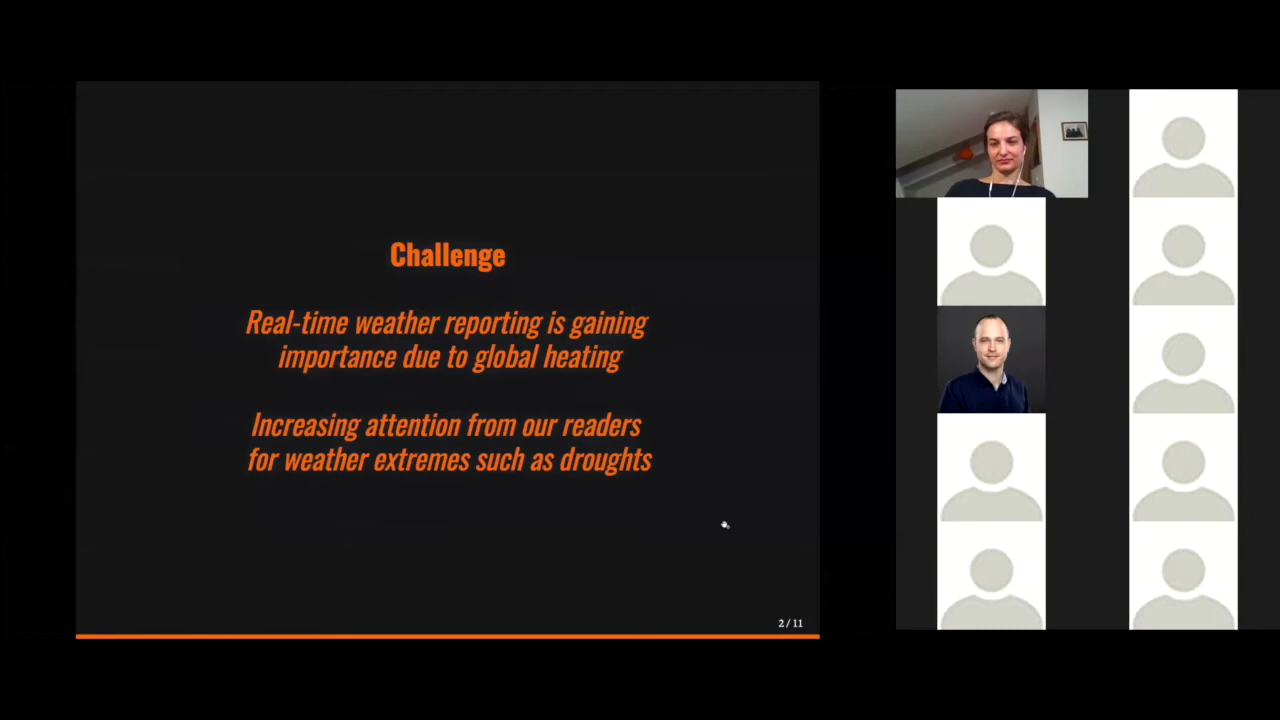 Challenge
Real-time weather reporting is gaining
importance due to global heating
Increasing attention from our readers
for weather extremes such as droughts
2 / 11